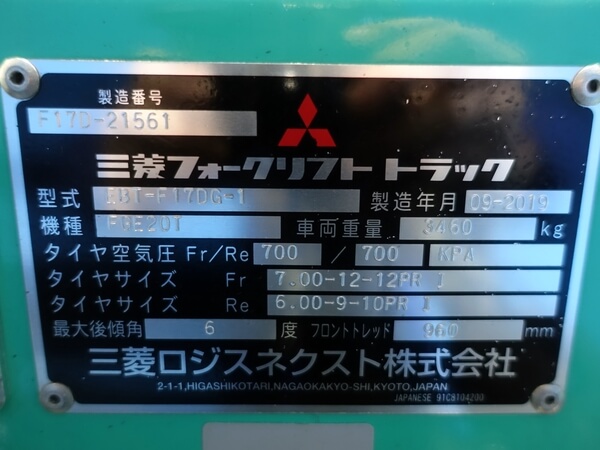 製造番号
F17D-21561
三菱フォークリフト トラック
型式 EBT-F17DG-1 製造年月 09-2019
機種 FGE20T 車両重量 3460 kg
タイヤ空気圧 Fr/Re 700 / 700 KPA
タイヤサイズ Fr 7.00-12-12PR I
タイヤサイズ Re 6.00-9-10PR I
最大後傾角 6 度 フロントトレッド 960 mm
三菱ロジスネクスト株式会社
2-1-1,HIGASHIKOTARI,NAGAOKAKYO-SHI,KYOTO,JAPAN
JAPANESE 91C8104200